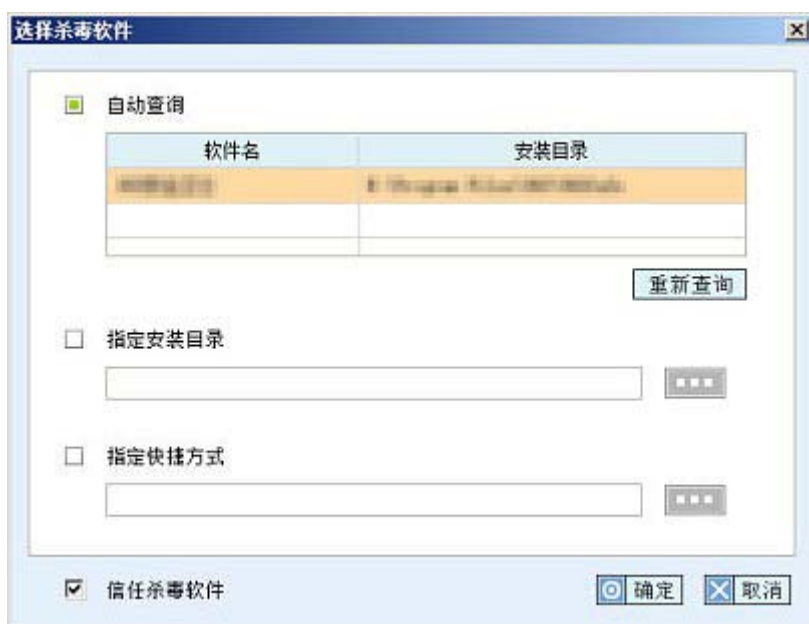 选择杀毒软件
自动查询
软件名 安装目录
重新查询
指定安装目录
指定快捷方式
信任杀毒软件 确定 取消